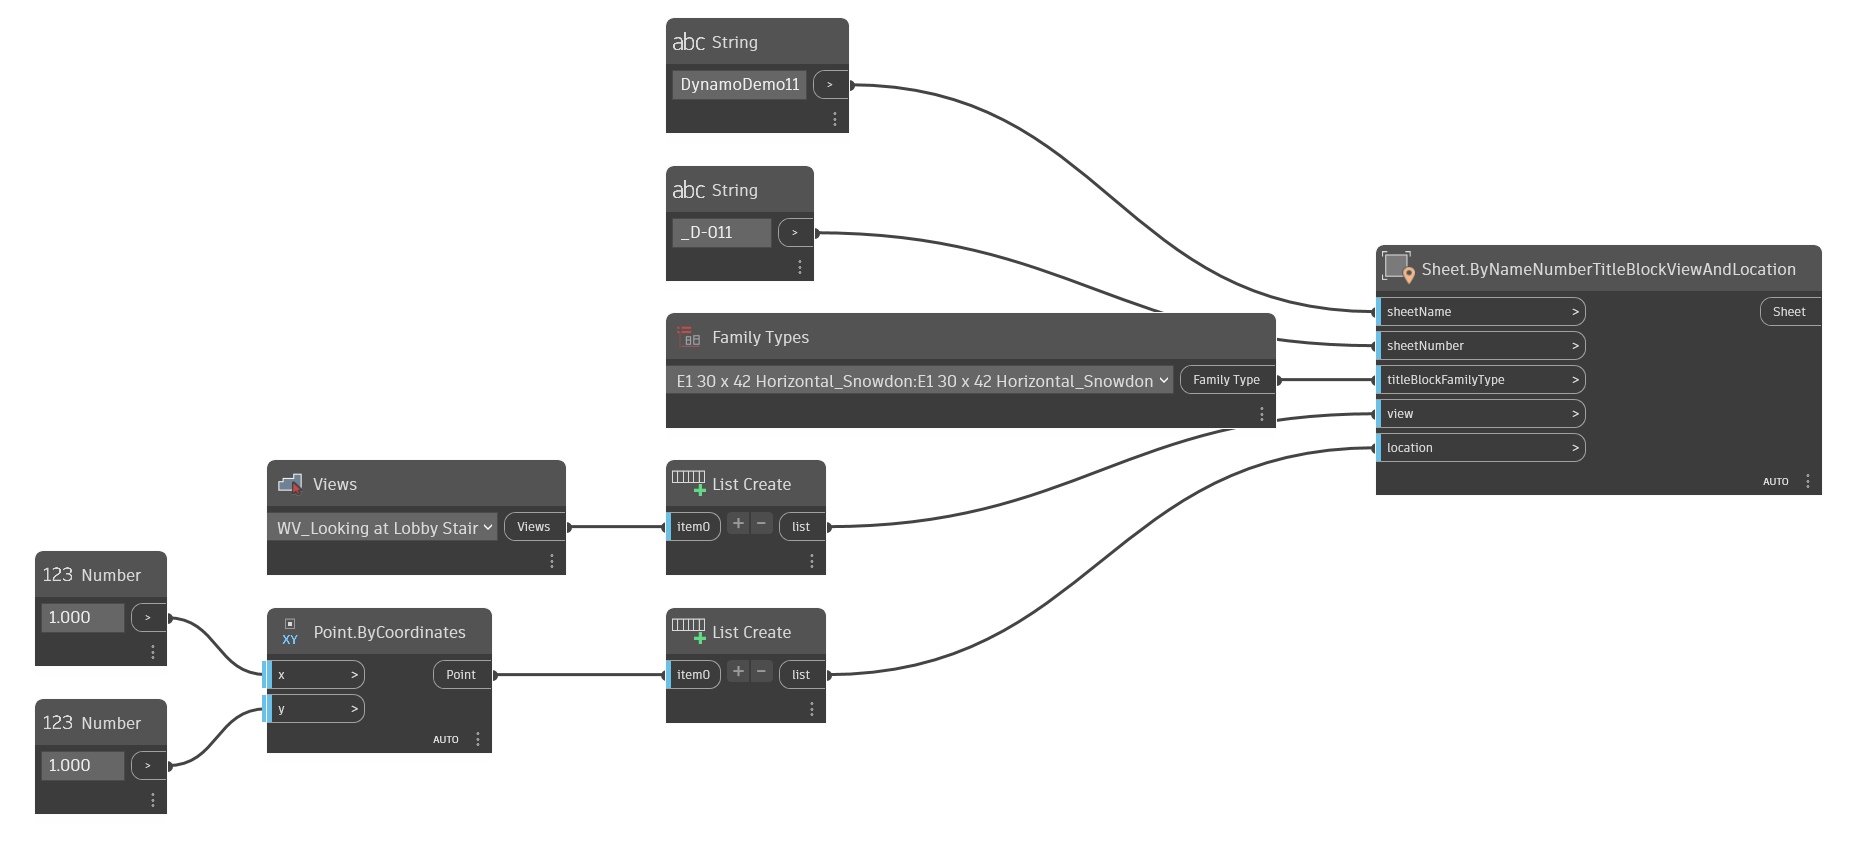 abc String
DynamoDemo11 >
abc String
_D-011 >
Family Types
E1 30 x 42 Horizontal_Snowdon:E1 30 x 42 Horizontal_Snowdon Family Type
Sheet.ByNameNumberTitleBlockViewAndLocation
sheetName > Sheet
sheetNumber >
titleBlockFamilyType >
view >
location >
AUTO
Views
WV_Looking at Lobby Stair Views
List Create
item0 + - list
123 Number
1.000 >
XY Point.ByCoordinates
x > Point
y >
AUTO
List Create
item0 + - list
123 Number
1.000 >